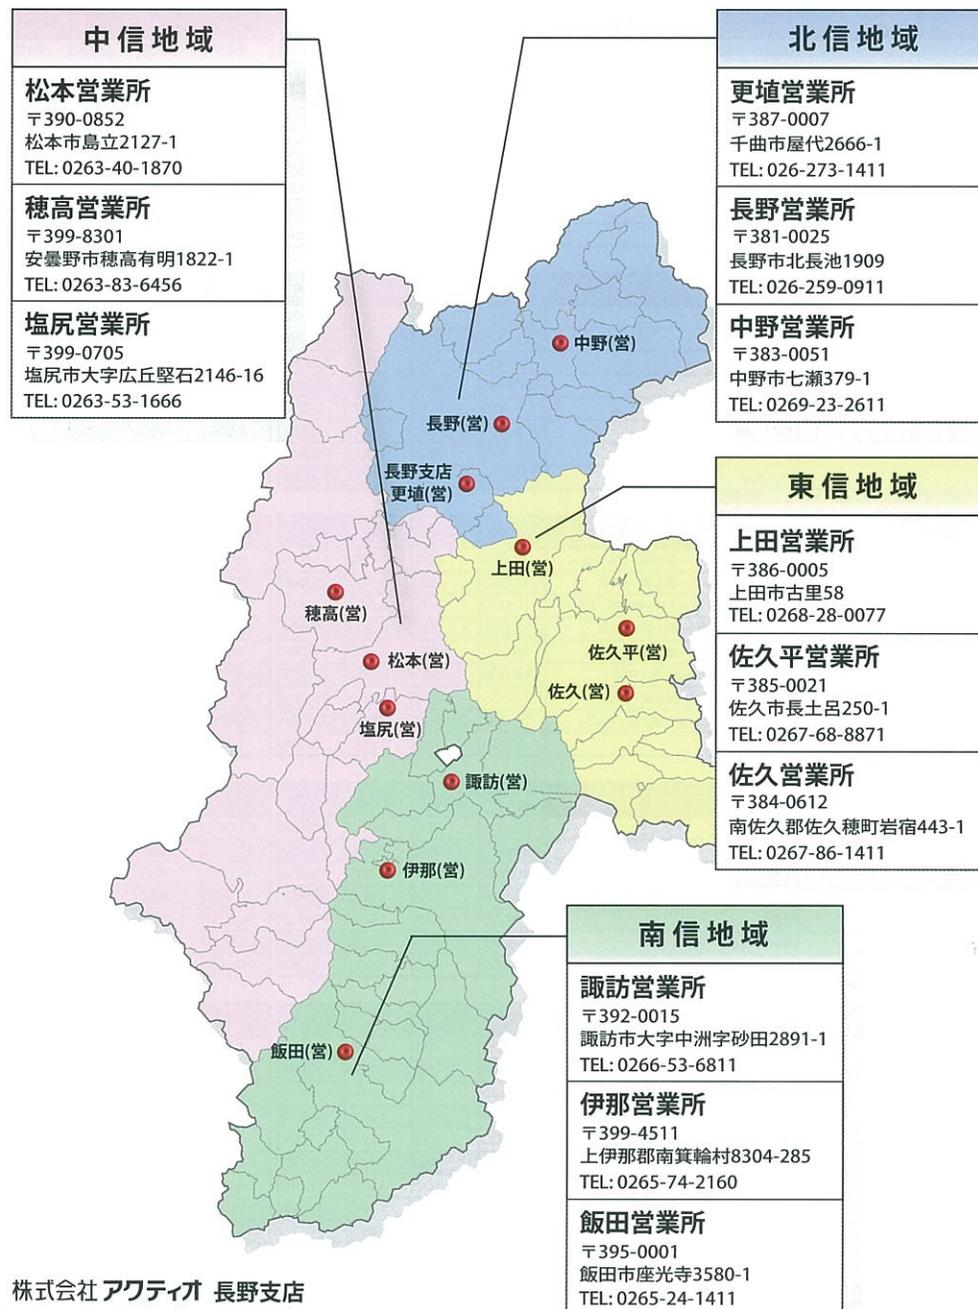 中信地域
松本営業所
〒390-0852
松本市島立2127-1
TEL: 0263-40-1870
穂高営業所
〒399-8301
安曇野市穂高有明1822-1
TEL: 0263-83-6456
塩尻営業所
〒399-0705
塩尻市大字広丘堅石2146-16
TEL: 0263-53-1666
北信地域
更埴営業所
〒387-0007
千曲市屋代2666-1
TEL: 026-273-1411
長野営業所
〒381-0025
長野市北長池1909
TEL: 026-259-0911
中野営業所
〒383-0051
中野市七瀬379-1
TEL: 0269-23-2611
中野(営)
長野(営)
長野支店
更埴(営)
上田(営)
穂高(営)
佐久平(営)
松本(営)
佐久(営)
塩尻(営)
諏訪(営)
伊那(営)
飯田(営)
東信地域
上田営業所
〒386-0005
上田市古里58
TEL: 0268-28-0077
佐久平営業所
〒385-0021
佐久市長土呂250-1
TEL: 0267-68-8871
佐久営業所
〒384-0612
南佐久郡佐久穂町岩宿443-1
TEL: 0267-86-1411
南信地域
諏訪営業所
〒392-0015
諏訪市大字中洲字砂田2891-1
TEL: 0266-53-6811
伊那営業所
〒399-4511
上伊那郡南箕輪村8304-285
TEL: 0265-74-2160
飯田営業所
〒395-0001
飯田市座光寺3580-1
TEL: 0265-24-1411
株式会社 アクティオ 長野支店